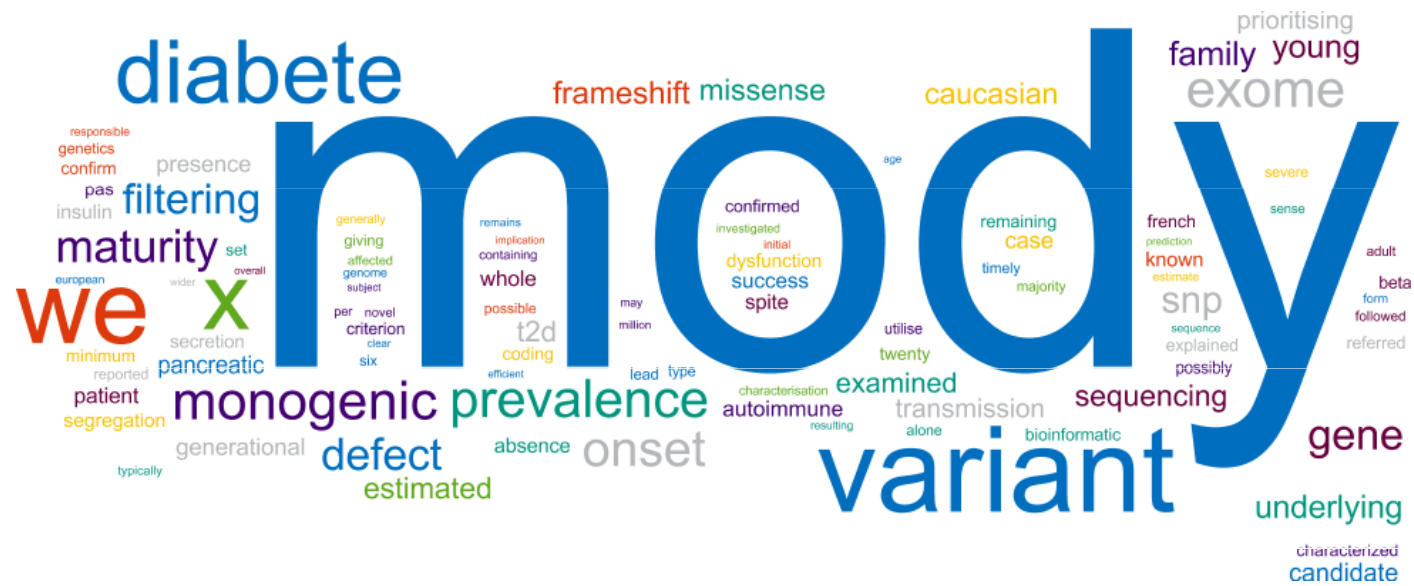 prioritising
family young
diabete
exome
frameshift missense
caucasian
mody
responsible
genetics
confirm
presence
age
severe
pas
filtering
insulin
sense
generally
remains
confirmed
remaining
french
maturity
set
giving
implication
investigated
initial
case
prediction
adult
affected
containing
dysfunction
known
european
wider
overall
genome
whole
success
timely
estimate
beta
subject
majority
form
we
x
per novel
possible
may
spite
snp
followed
criterion
t2d
million
utilise
sequence
secretion
clear
explained
referred
minimum
six
coding
twenty
possibly
reported
pancreatic
efficient
lead type
patient
monogenic
prevalence
characterisation
examined
sequencing
segregation
autoimmune
transmission
resulting
alone
bioinformatic
gene
generational
defect
absence
onset
variant
typically
estimated
underlying
characterized
candidate